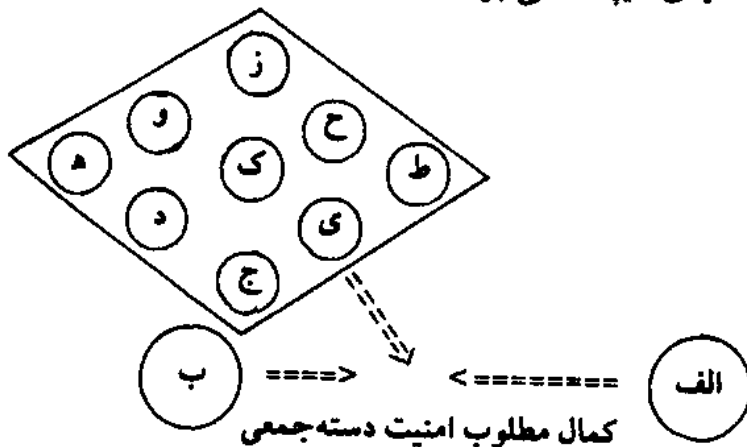 ز
و ح
ه ک ط
د ی
ج
الف >======== <==== ب
کمال مطلوب امنیت دسته‌جمعی